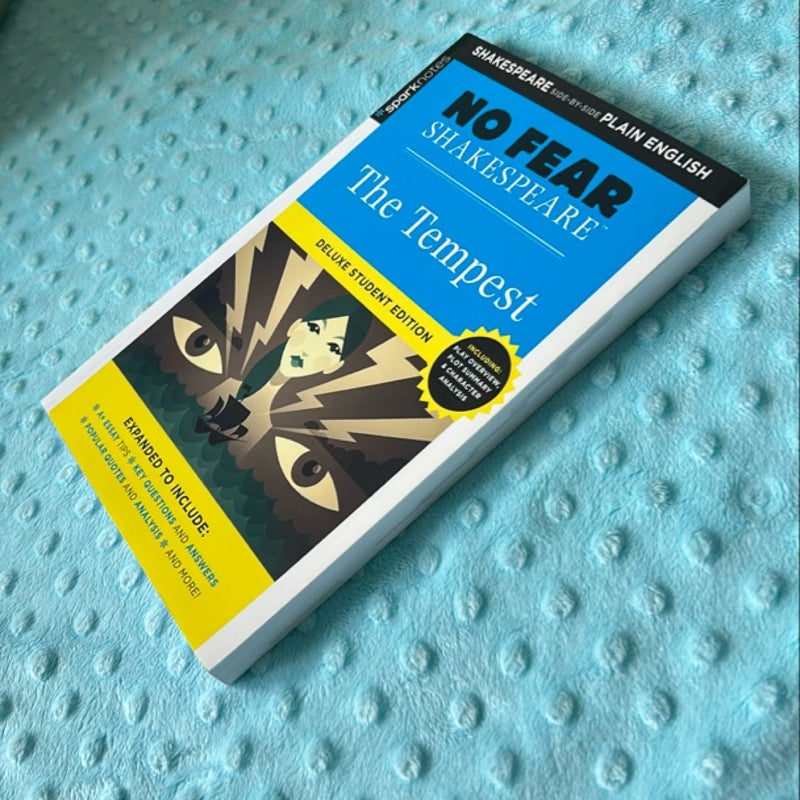 SHAKESPEARE SIDE-BY-SIDE PLAIN ENGLISH
sparknotes
NO FEAR
SHAKESPEARE™
The Tempest
DELUXE STUDENT EDITION
INCLUDING:
PLAY OVERVIEW,
PLOT SUMMARY
& CHARACTER
ANALYSIS
EXPANDED TO INCLUDE:
* A+ ESSAY TIPS * KEY QUESTIONS AND ANSWERS
* POPULAR QUOTES AND ANALYSIS * AND MORE!